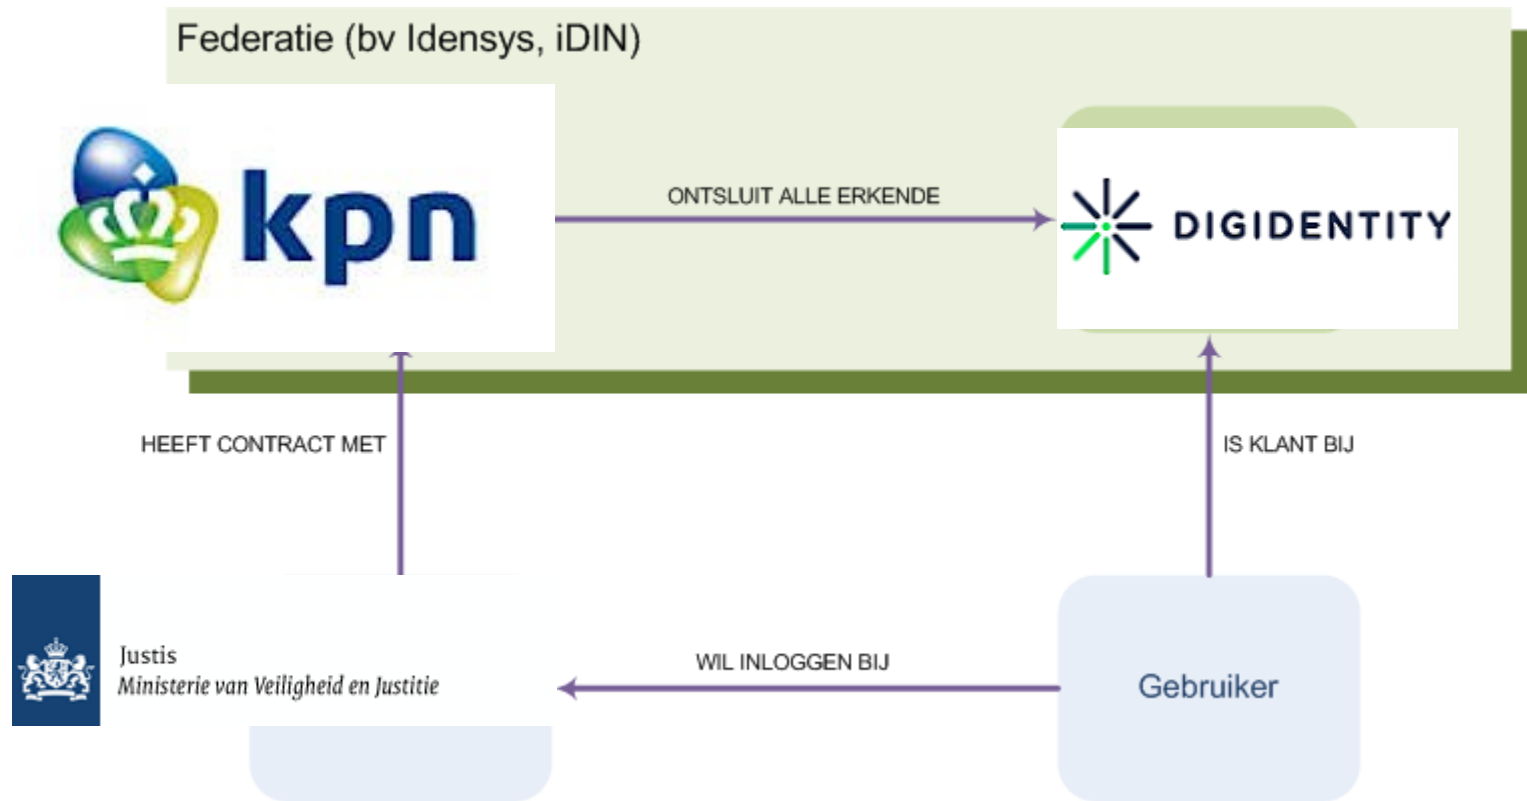 Federatie (bv Idensys, iDIN)
kpn
ONTSLUIT ALLE ERKENDE
DIGIDENTITY
HEEFT CONTRACT MET
IS KLANT BIJ
Justis
Ministerie van Veiligheid en Justitie
WIL INLOGGEN BIJ
Gebruiker